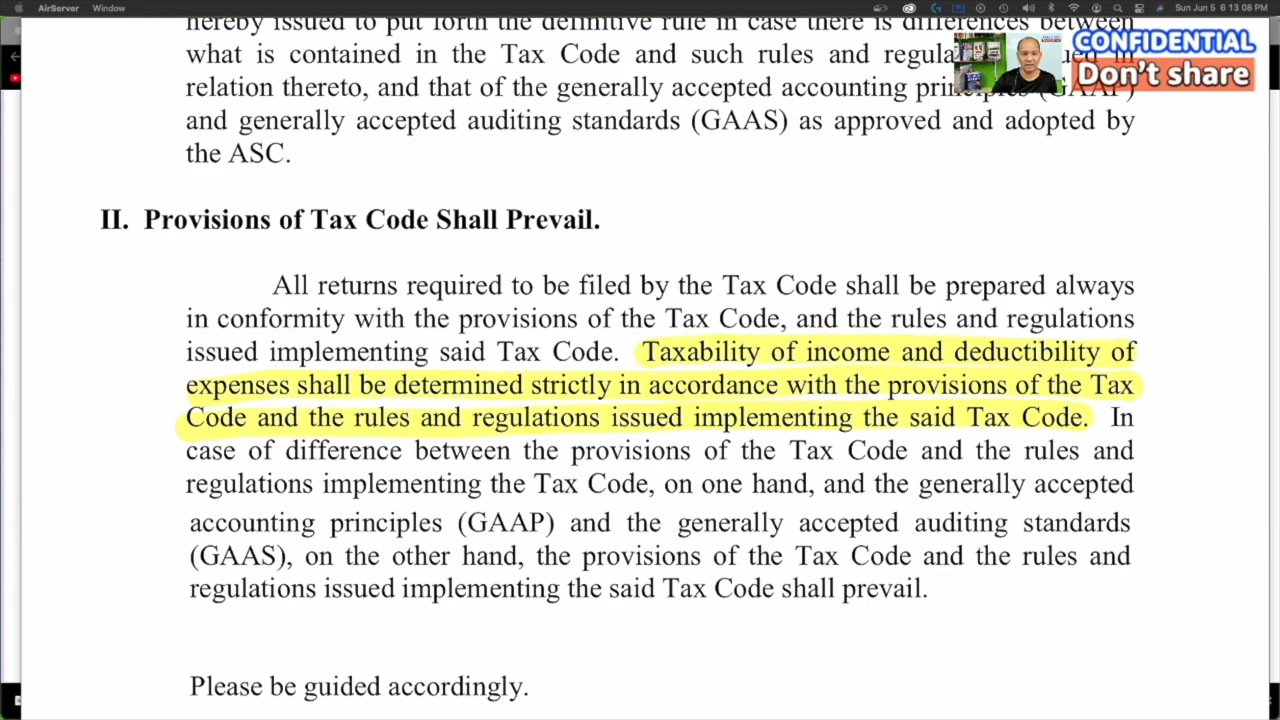 AirServer Window Sun Jun 5 6 13 08 PM
hereby issued to put forth the definitive rule in case there is differences between
what is contained in the Tax Code and such rules and in
relation thereto, and that of the generally accepted accounting principles (GAAP)
and generally accepted auditing standards (GAAS) as approved and adopted by
the ASC.
CONFIDENTIAL
Don't share
II. Provisions of Tax Code Shall Prevail.
All returns required to be filed by the Tax Code shall be prepared always
in conformity with the provisions of the Tax Code, and the rules and regulations
issued implementing said Tax Code. Taxability of income and deductibility of
expenses shall be determined strictly in accordance with the provisions of the Tax
Code and the rules and regulations issued implementing the said Tax Code. In
case of difference between the provisions of the Tax Code and the rules and
regulations implementing the Tax Code, on one hand, and the generally accepted
accounting principles (GAAP) and the generally accepted auditing standards
(GAAS), on the other hand, the provisions of the Tax Code and the rules and
regulations issued implementing the said Tax Code shall prevail.
Please be guided accordingly.